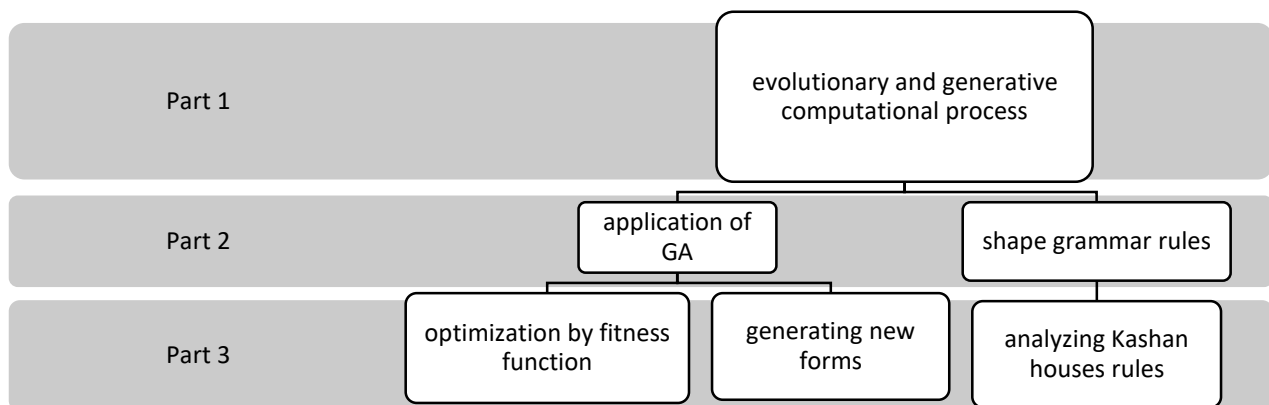 Part 1
evolutionary and generative
computational process
Part 2
application of
GA
shape grammar rules
Part 3
optimization by fitness
function
generating new
forms
analyzing Kashan
houses rules